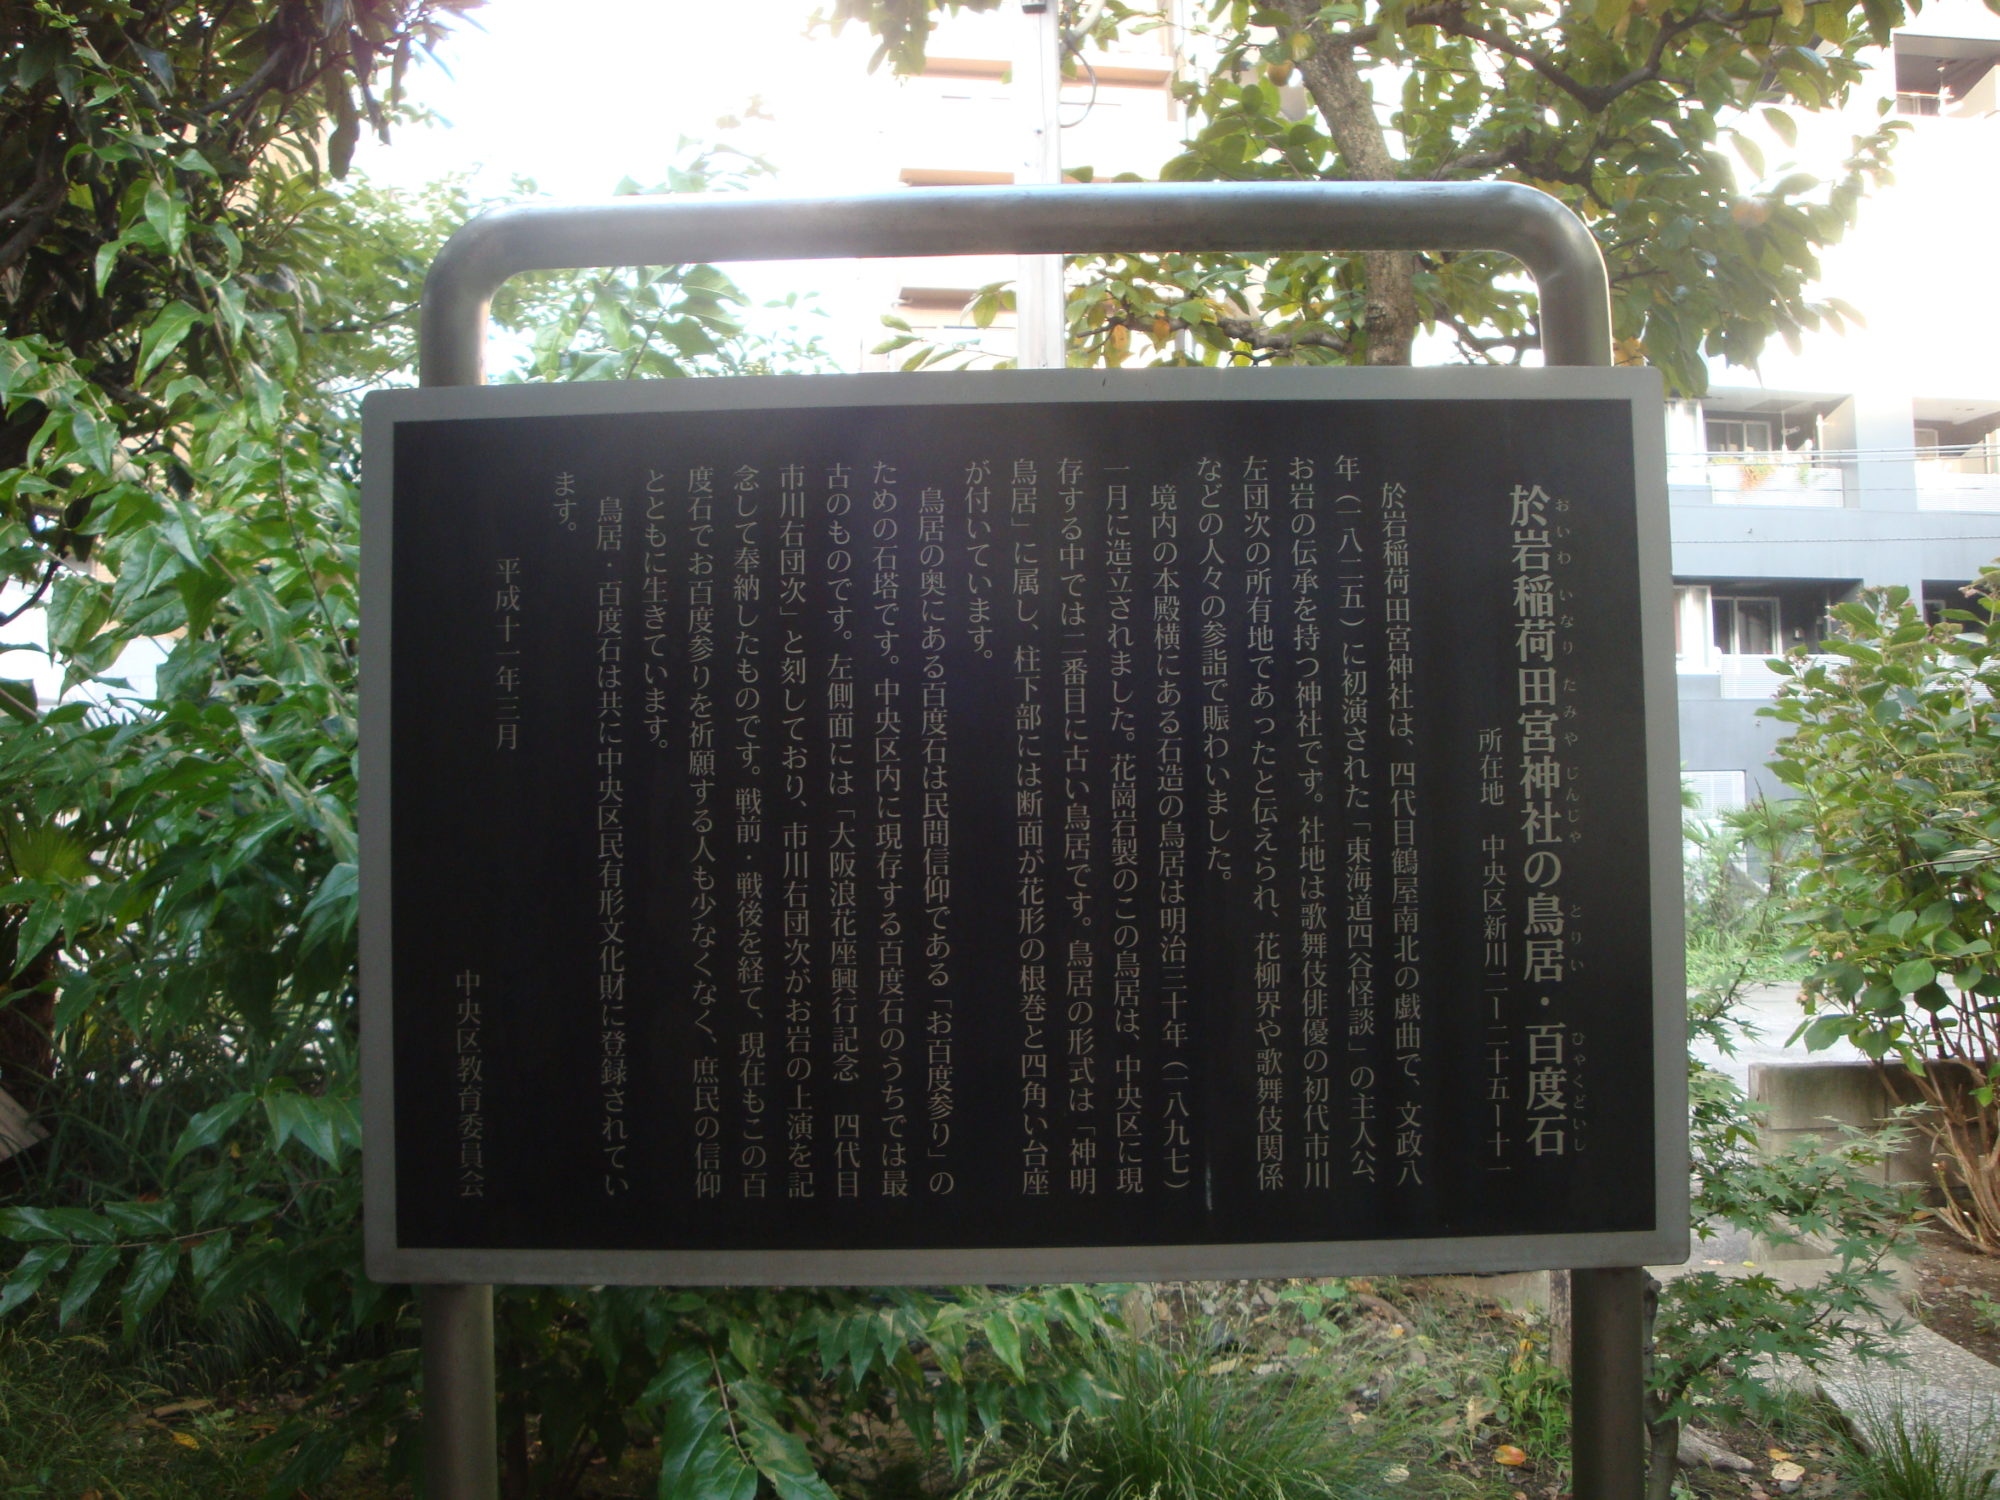 於岩稲荷田宮神社の鳥居・百度石
おいわいなりたみやじんじゃ とりい ひゃくどいし
所在地 中央区新川二ー二十五ー十一
於岩稲荷田宮神社は、四代目鶴屋南北の戯曲で、文政八
年(一八二五)に初演された「東海道四谷怪談」の主人公、
お岩の伝承を持つ神社です。社地は歌舞伎俳優の初代市川
左団次の所有地であったと伝えられ、花柳界や歌舞伎関係
などの人々の参詣で賑わいました。
境内の本殿横にある石造の鳥居は明治三十年(一八九七)
一月に造立されました。花崗岩製のこの鳥居は、中央区に現
存する中では二番目に古い鳥居です。鳥居の形式は「神明
鳥居」に属し、柱下部には断面が花形の根巻と四角い台座
が付いています。
鳥居の奥にある百度石は民間信仰である「お百度参り」の
ための石塔です。中央区内に現存する百度石のうちでは最
古のものです。左側面には「大阪浪花座興行記念 四代目
市川右団次」と刻しており、市川右団次がお岩の上演を記
念して奉納したものです。戦前・戦後を経て、現在もこの百
度石でお百度参りを祈願する人も少なくなく、庶民の信仰
とともに生きています。
鳥居・百度石は共に中央区民有形文化財に登録されてい
ます。
平成十一年三月
中央区教育委員会